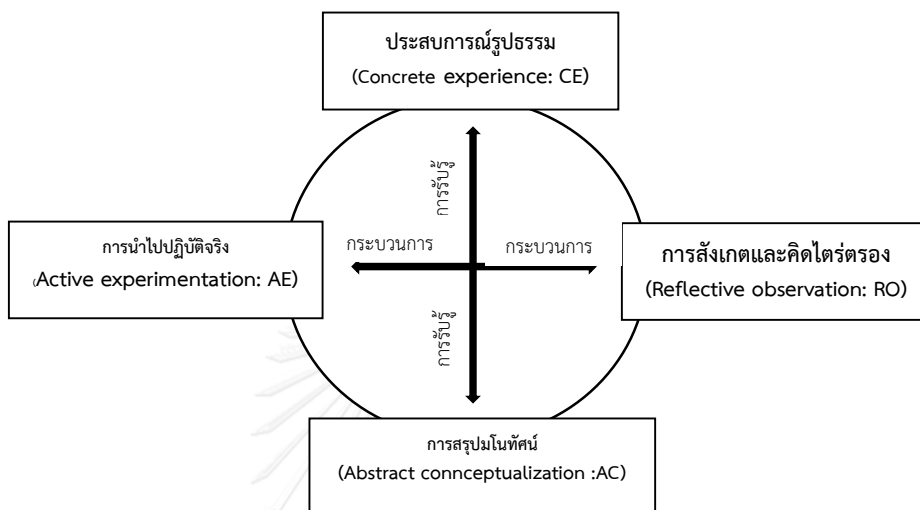 ประสบการณ์รูปธรรม
(Concrete experience: CE)
การรับรู้
การนำไปปฏิบัติจริง
(Active experimentation: AE)
กระบวนการ
กระบวนการ
การสังเกตและคิดไตร่ตรอง
(Reflective observation: RO)
การรับรู้
การสรุปมโนทัศน์
(Abstract connceptualization :AC)